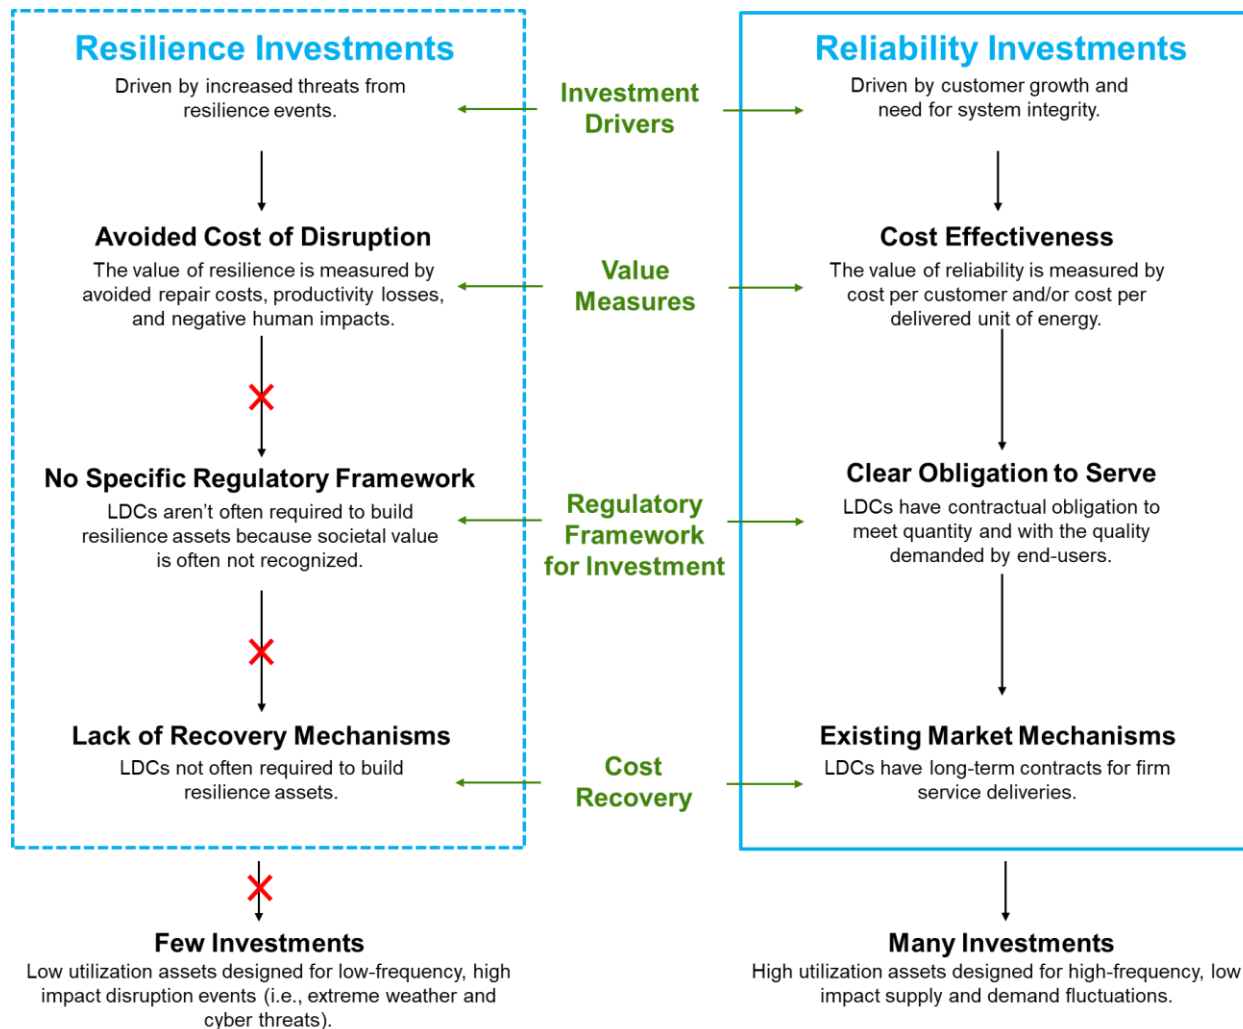 Resilience Investments
Driven by increased threats from
resilience events.
Avoided Cost of Disruption
The value of resilience is measured by
avoided repair costs, productivity losses,
and negative human impacts.
No Specific Regulatory Framework
LDCs aren’t often required to build
resilience assets because societal value
is often not recognized.
Lack of Recovery Mechanisms
LDCs not often required to build
resilience assets.
Few Investments
Low utilization assets designed for low-frequency, high
impact disruption events (i.e., extreme weather and
cyber threats).
Investment
Drivers
Value
Measures
Regulatory
Framework
for Investment
Cost
Recovery
Reliability Investments
Driven by customer growth and
need for system integrity.
Cost Effectiveness
The value of reliability is measured by
cost per customer and/or cost per
delivered unit of energy.
Clear Obligation to Serve
LDCs have contractual obligation to
meet quantity and with the quality
demanded by end-users.
Existing Market Mechanisms
LDCs have long-term contracts for firm
service deliveries.
Many Investments
High utilization assets designed for high-frequency, low
impact supply and demand fluctuations.